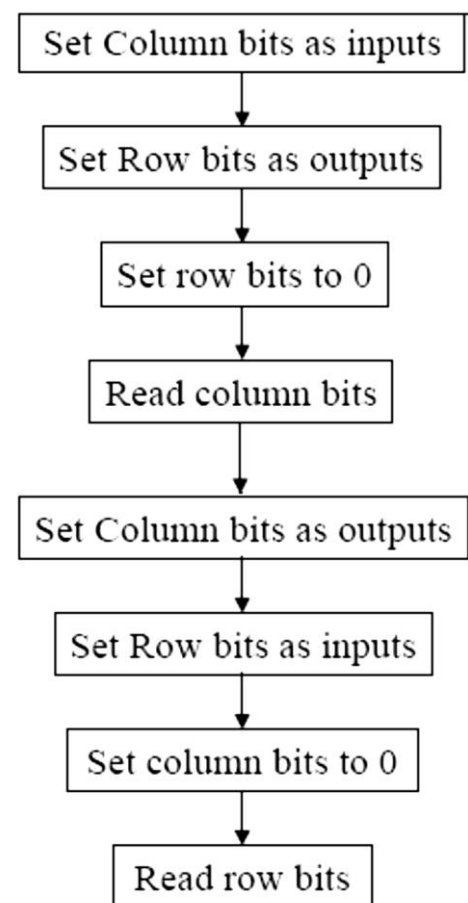 Set Column bits as inputs
Set Row bits as outputs
Set row bits to 0
Read column bits
Set Column bits as outputs
Set Row bits as inputs
Set column bits to 0
Read row bits